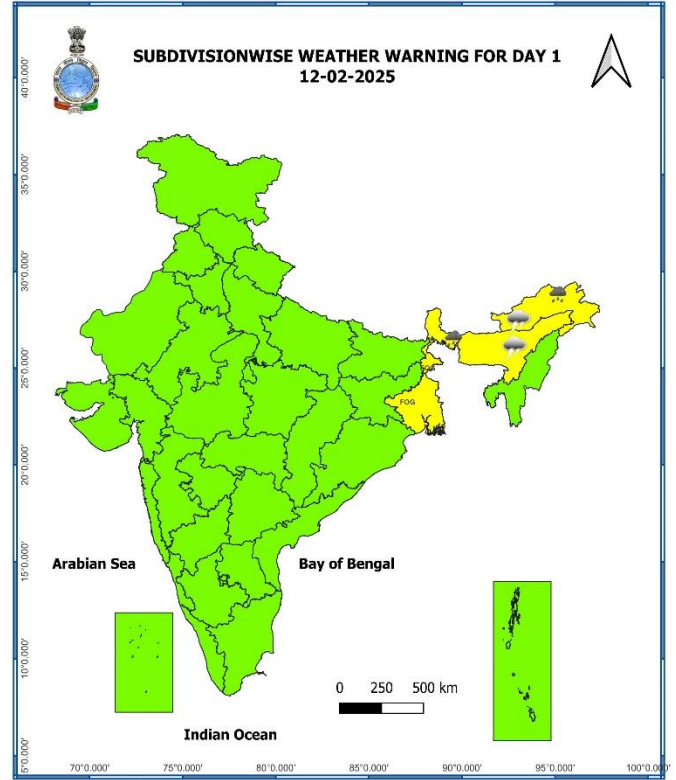 SUBDIVISIONWISE WEATHER WARNING FOR DAY 1
12-02-2025
40°0.000'
35°0.000'
30°0.000'
25°0.000'
20°0.000'
15°0.000'
10°0.000'
5°0.000'
FOG
Arabian Sea
Bay of Bengal
0 250 500 km
Indian Ocean
70°0.000' 75°0.000' 80°0.000' 85°0.000' 90°0.000' 95°0.000' 100°0.000'